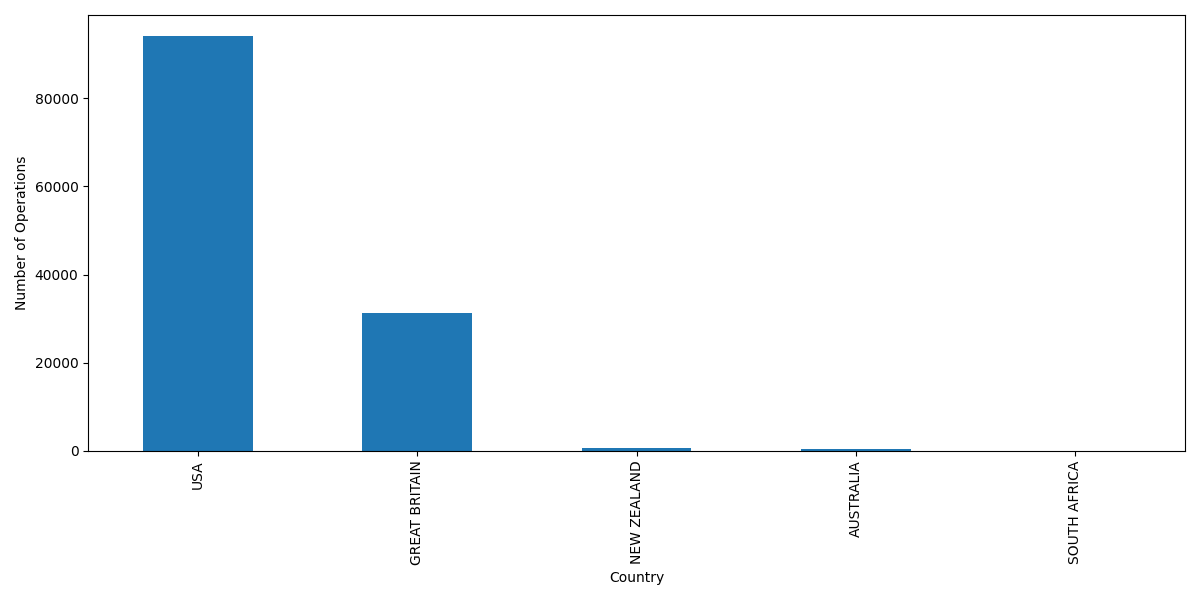 80000
60000
40000
20000
0
Number of Operations
USA
GREAT BRITAIN
NEW ZEALAND
AUSTRALIA
SOUTH AFRICA
Country